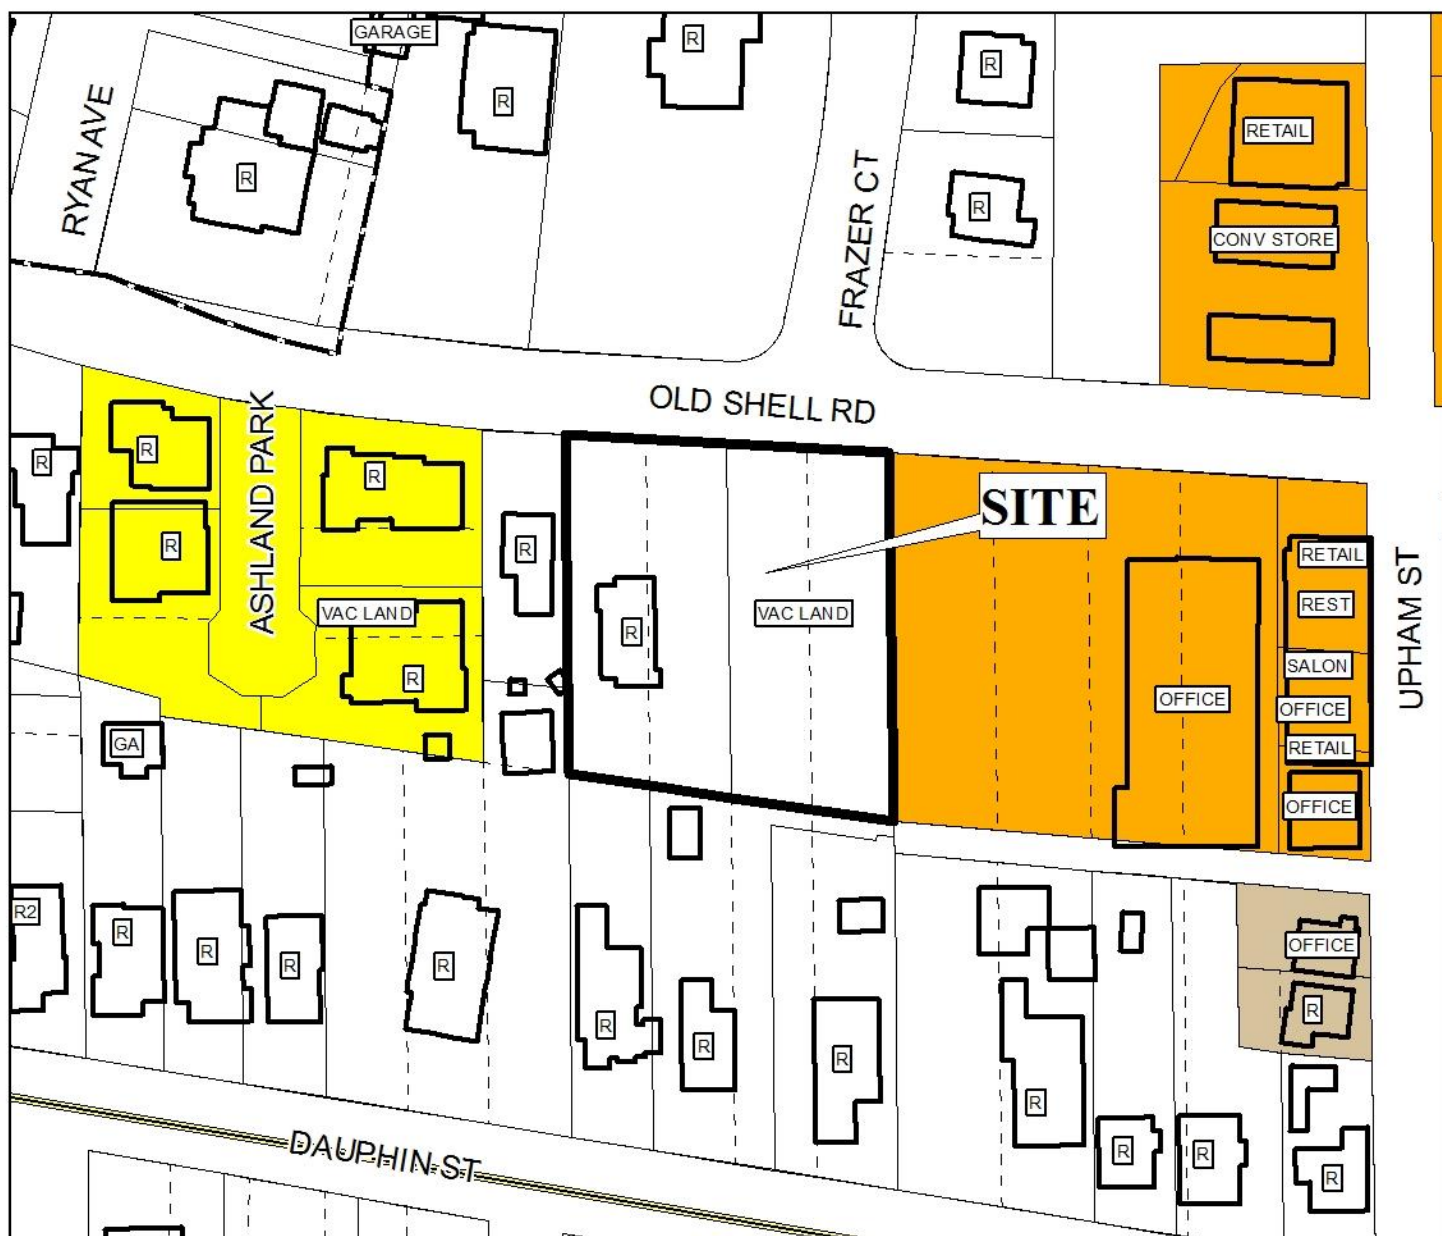 GARAGE
R
R
R
R
R
R
RYAN AVE
FRAZER CT
RETAIL
CONV STORE
OLD SHELL RD
ASHLAND PARK
R
R
R
R
VAC LAND
R
R
R
VAC LAND
SITE
OFFICE
RETAIL
REST
SALON
OFFICE
RETAIL
OFFICE
UPHAM ST
GA
R2
R
R
R
R
R
R
R
R
R
R
OFFICE
R
R
DAUPHIN ST